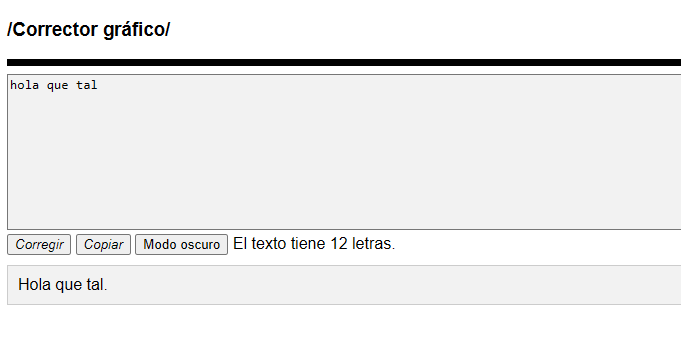 /Corrector gráfico/
hola que tal
Corregir Copiar Modo oscuro El texto tiene 12 letras.
Hola que tal.